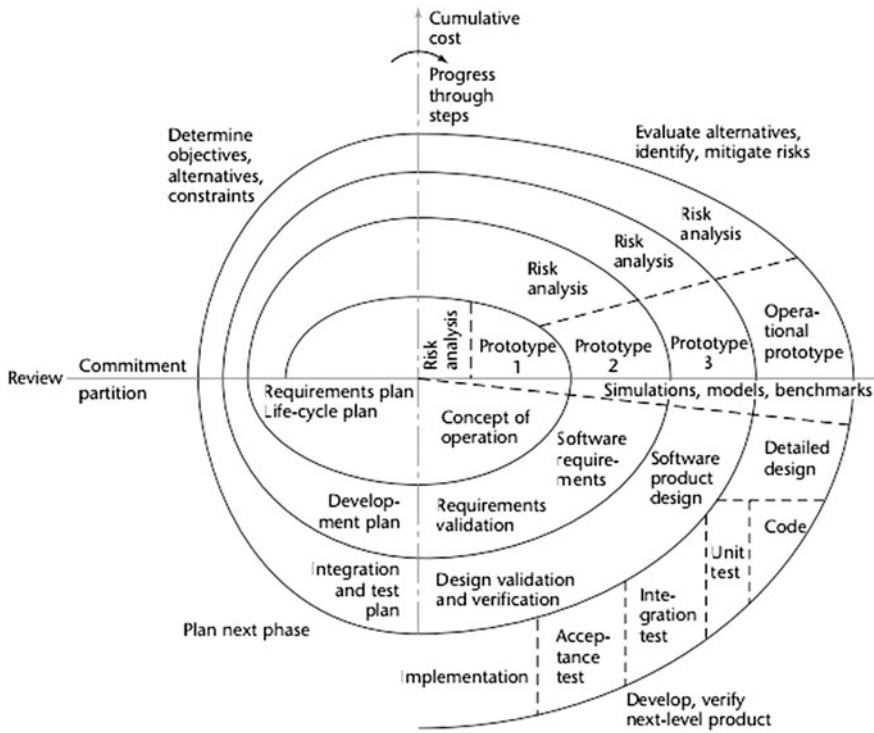 Cumulative
cost
Progress
through
steps
Determine
objectives,
alternatives,
constraints
Evaluate alternatives,
identify, mitigate risks
Risk
analysis
Risk
analysis
Risk
analysis
Risk
analysis
Prototype
1
Prototype
2
Prototype
3
Opera-
tional
prototype
Review
Commitment
partition
Requirements plan
Life-cycle plan
Simulations, models, benchmarks
Concept of
operation
Software
require-
ments
Software
product
design
Detailed
design
Develop-
ment plan
Requirements
validation
Code
Unit
test
Integration
and test
plan
Design validation
and verification
Inte-
gration
test
Plan next phase
Accep-
tance
test
Implementation
Develop, verify
next-level product